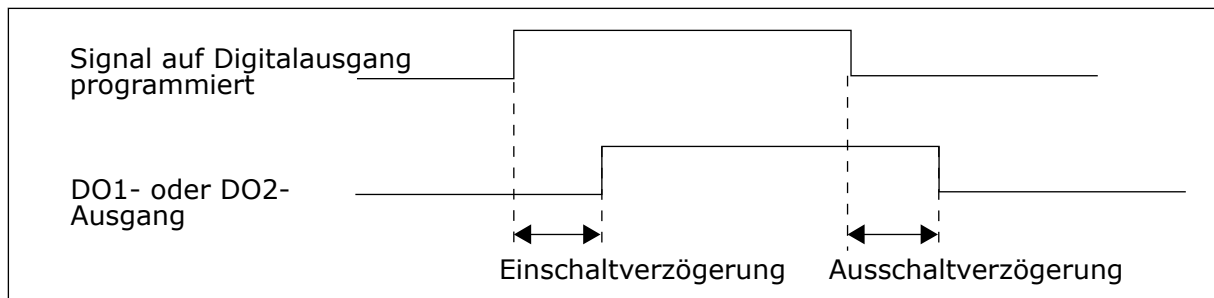 Signal auf Digitalausgang
programmiert
DO1- oder DO2-
Ausgang
Einschaltverzögerung
Ausschaltverzögerung